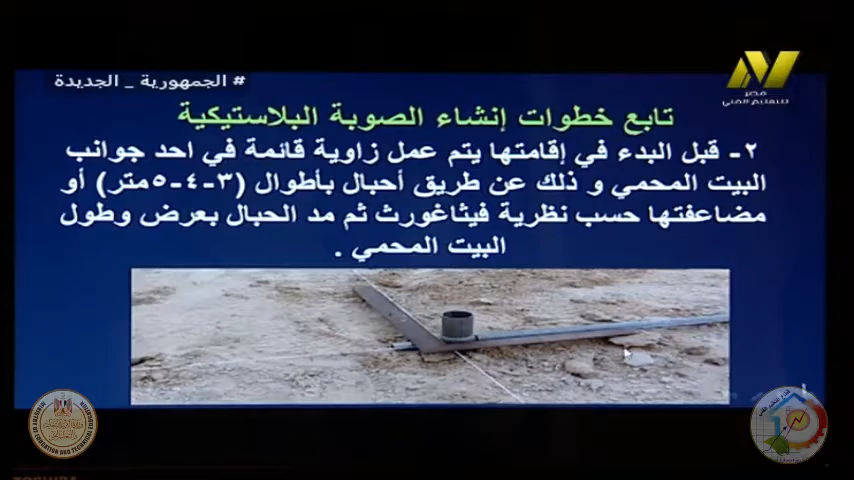 # الجمهورية _ الجديدة
مصر
للتعليم الفني
تابع خطوات إنشاء الصوبة البلاستيكية
٢- قبل البدء في إقامتها يتم عمل زاوية قائمة في احد جوانب
البيت المحمي و ذلك عن طريق أحبال بأطوال (٣-٤-٥متر) أو
مضاعفتها حسب نظرية فيثاغورث ثم مد الحبال بعرض وطول
البيت المحمي .